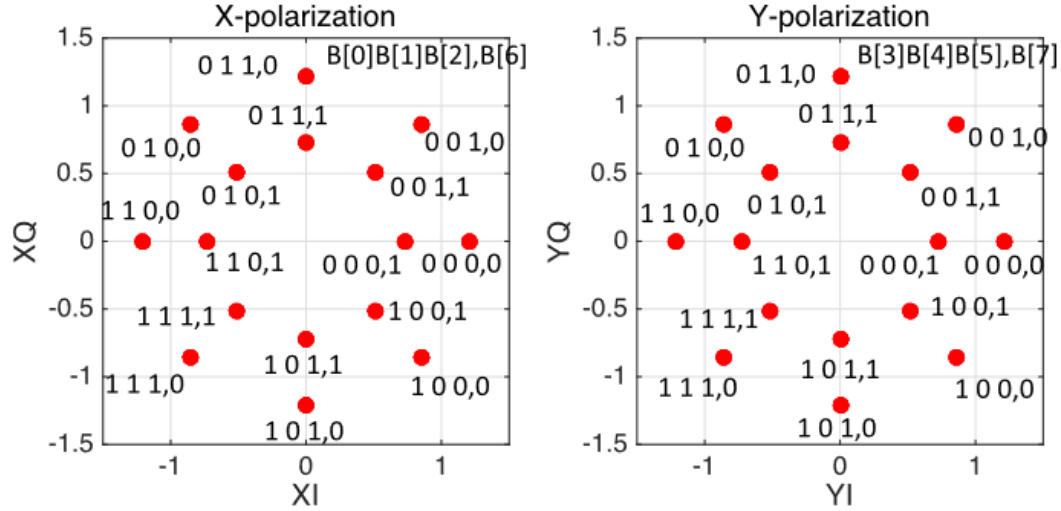 X-polarization
1.5
1
0.5
0
-0.5
-1
-1.5
-1
0
1
XQ
XI
B[0]B[1]B[2],B[6]
0 1 1,0
0 1 1,1
0 1 0,0
0 0 1,0
0 1 0,1
0 0 1,1
1 1 0,0
1 1 0,1
0 0 0,1
0 0 0,0
1 1 1,1
1 0 0,1
1 0 1,1
1 1 1,0
1 0 0,0
1 0 1,0
Y-polarization
1.5
1
0.5
0
-0.5
-1
-1.5
-1
0
1
YQ
YI
B[3]B[4]B[5],B[7]
0 1 1,0
0 1 1,1
0 1 0,0
0 0 1,0
0 1 0,1
0 0 1,1
1 1 0,0
1 1 0,1
0 0 0,1
0 0 0,0
1 1 1,1
1 0 0,1
1 0 1,1
1 1 1,0
1 0 0,0
1 0 1,0